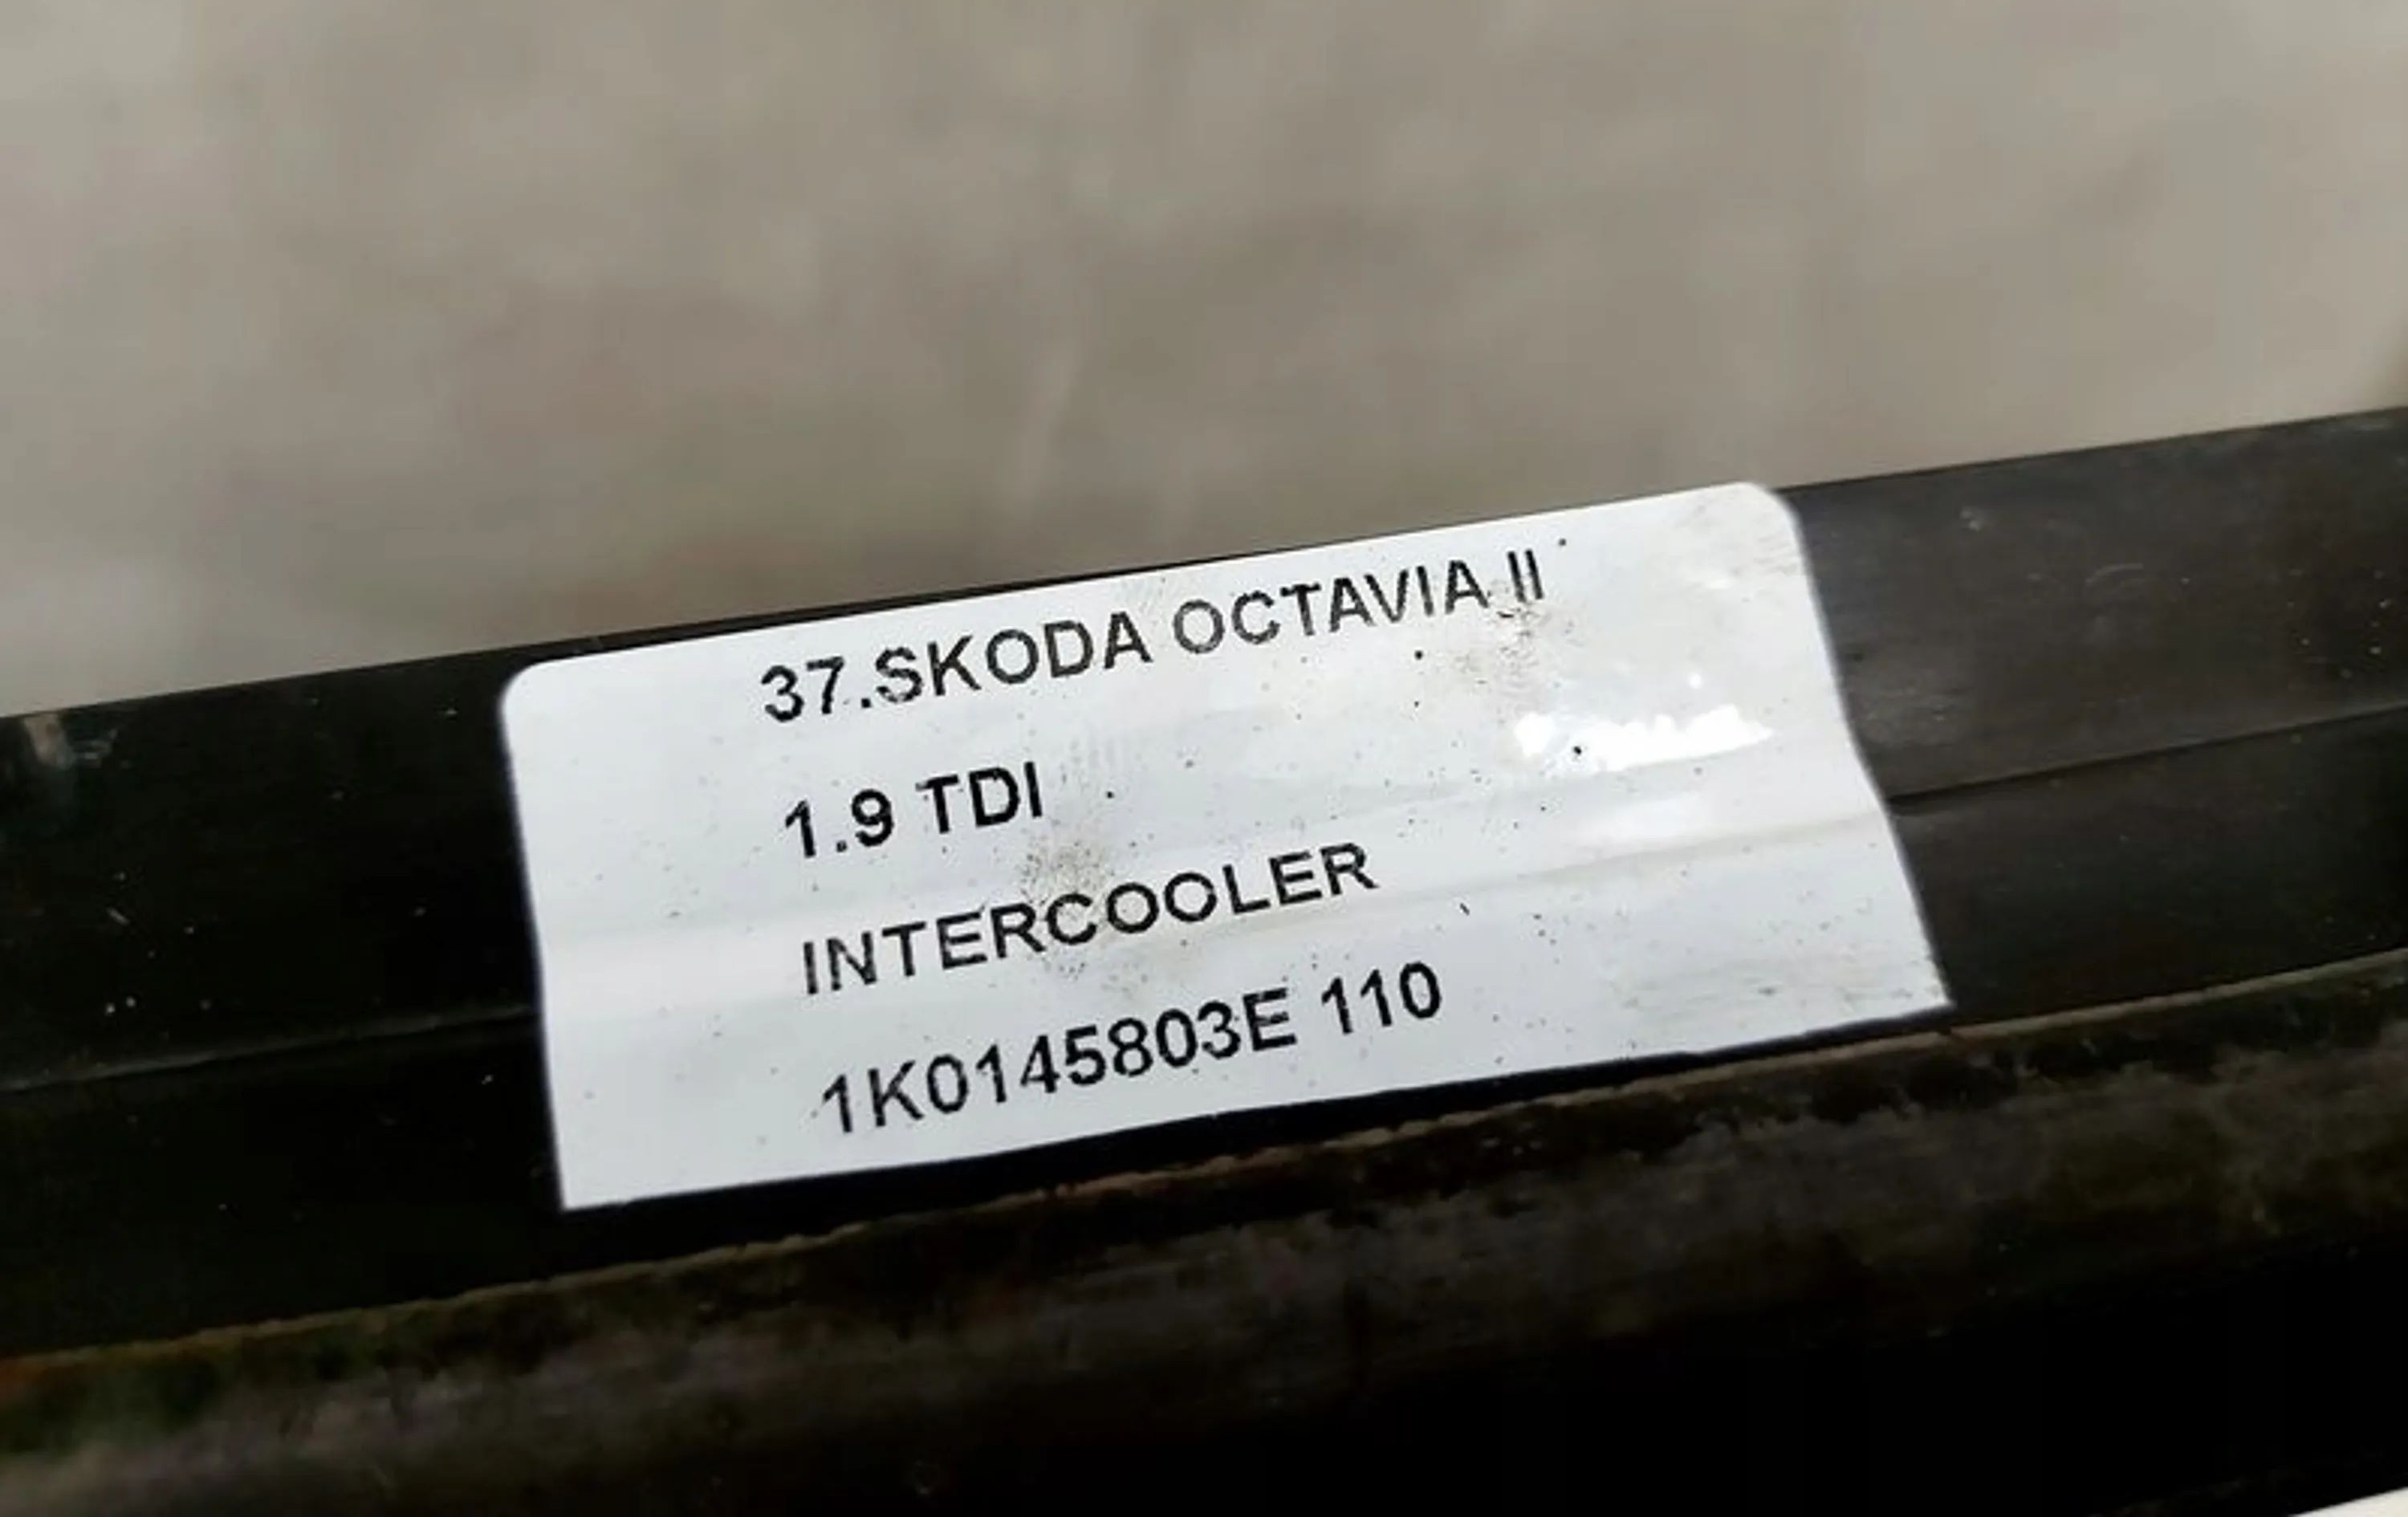 37.SKODA OCTAVIA II
1.9 TDI
INTERCOOLER
1K0145803E 110